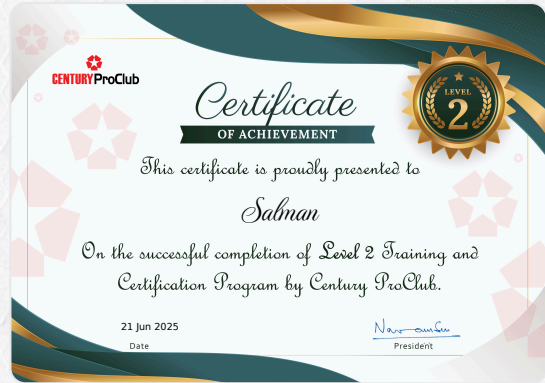 CENTURY ProClub
Certificate
OF ACHIEVEMENT
LEVEL
2
This certificate is proudly presented to
Salman
On the successful completion of Level 2 Training and
Certification Program by Century ProClub.
21 Jun 2025
Date
President